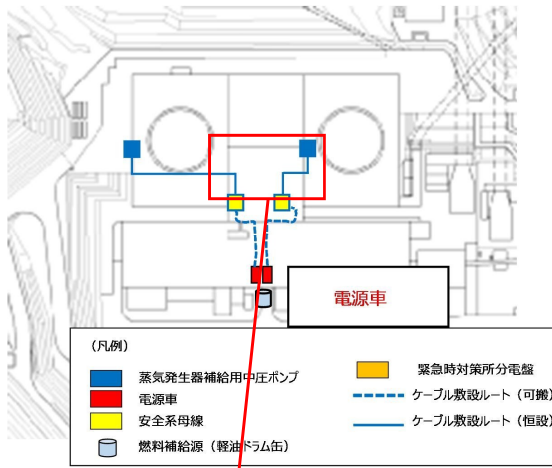 電源車
(凡例)
蒸気発生器補給用中圧ポンプ
電源車
安全系母線
燃料補給源（軽油ドラム缶）
緊急時対策所分電盤
ケーブル敷設ルート（可搬）
ケーブル敷設ルート（恒設）